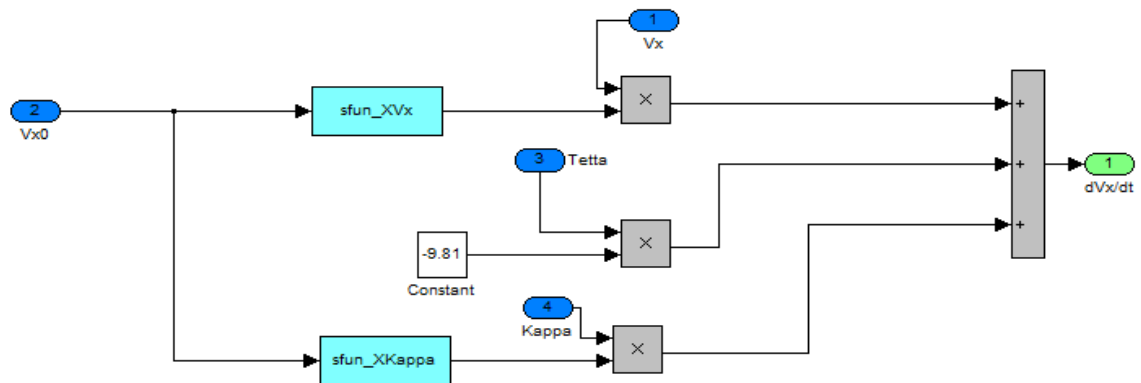 1
Vx
2
Vx0
sfun_XVx
×
+
3
Tetta
+
1
dVx/dt
-9.81
Constant
×
+
4
Kappa
sfun_XKappa
×